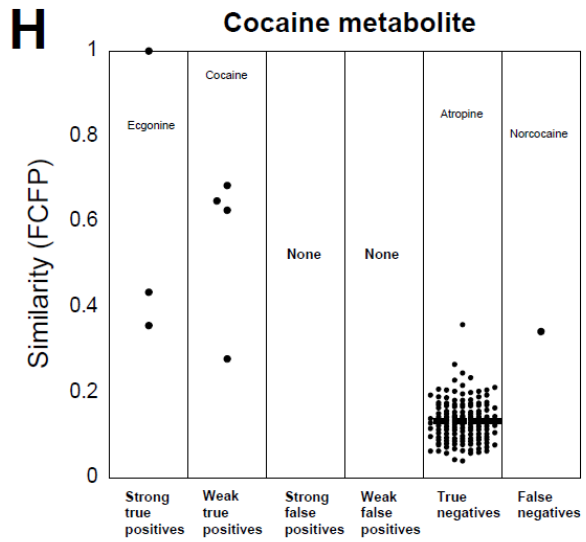 H
Cocaine metabolite
Similarity (FCFP)
1
0.8
0.6
0.4
0.2
0
Ecgonine
Cocaine
None
None
Atropine
Norcocaine
Strong
true
positives
Weak
true
positives
Strong
false
positives
Weak
false
positives
True
negatives
False
negatives